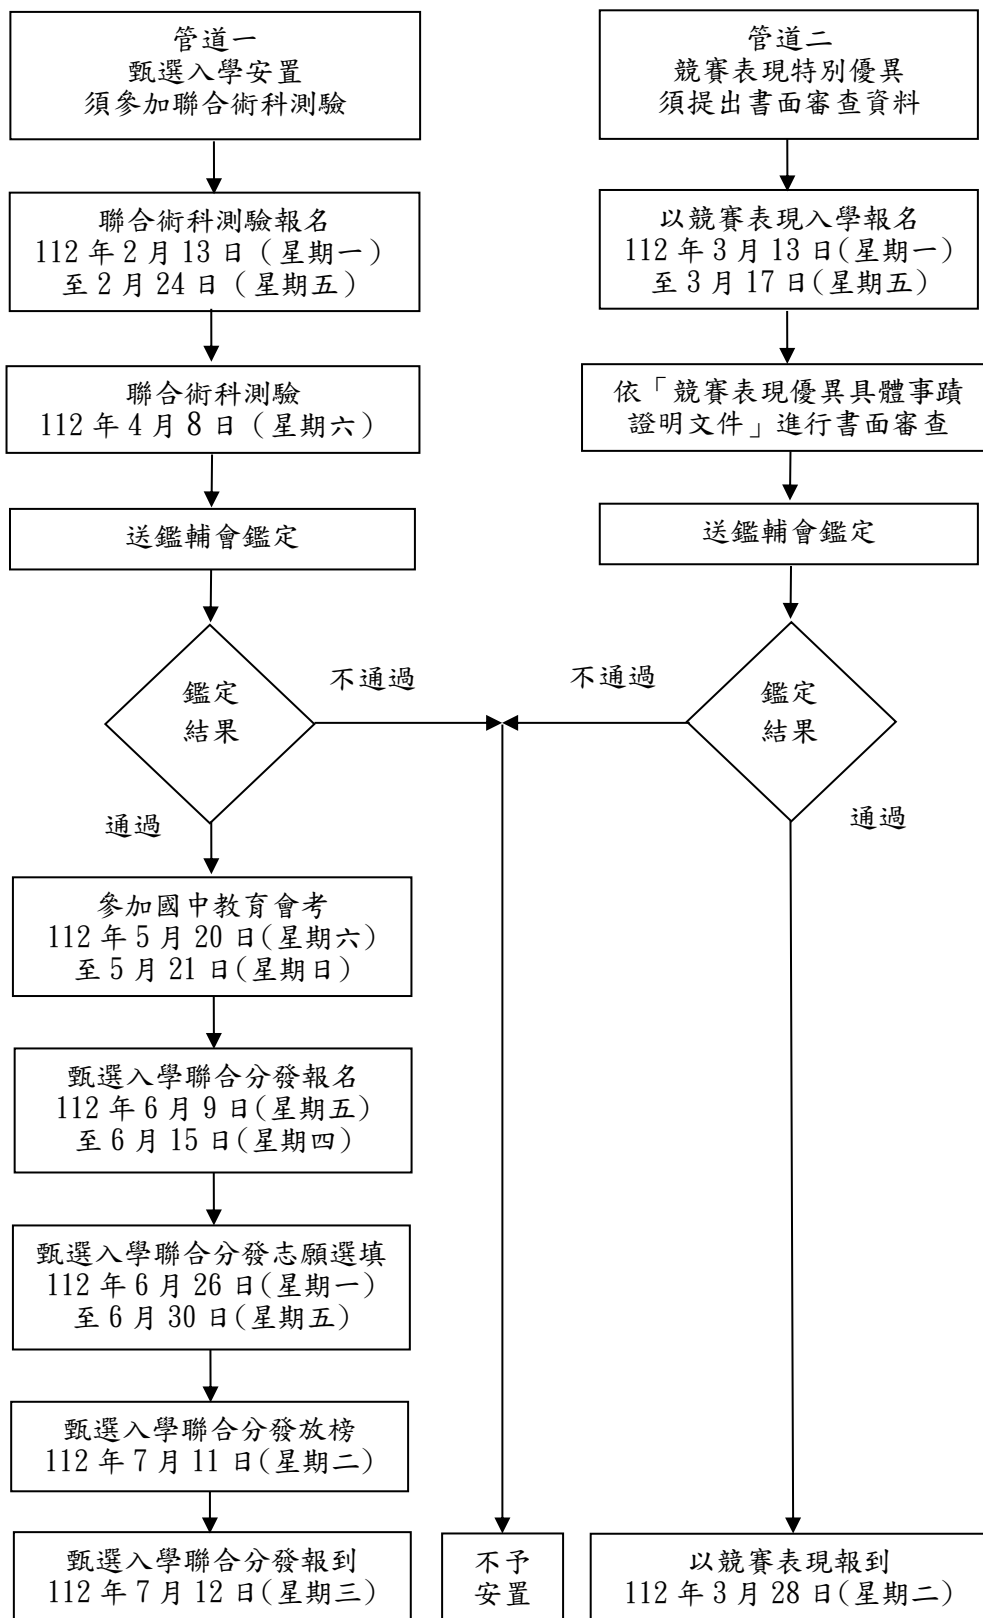 管道一
甄選入學安置
須參加聯合術科測驗
聯合術科測驗報名
112 年 2 月 13 日（星期一）
至 2 月 24 日（星期五）
聯合術科測驗
112 年 4 月 8 日（星期六）
送鑑輔會鑑定
鑑定
結果
不通過
通過
參加國中教育會考
112 年 5 月 20 日(星期六)
至 5 月 21 日(星期日)
甄選入學聯合分發報名
112 年 6 月 9 日(星期五)
至 6 月 15 日(星期四)
甄選入學聯合分發志願選填
112 年 6 月 26 日(星期一)
至 6 月 30 日(星期五)
甄選入學聯合分發放榜
112 年 7 月 11 日(星期二)
甄選入學聯合分發報到
112 年 7 月 12 日(星期三)
不予
安置
管道二
競賽表現特別優異
須提出書面審查資料
以競賽表現入學報名
112 年 3 月 13 日(星期一)
至 3 月 17 日(星期五)
依「競賽表現優異具體事蹟
證明文件」進行書面審查
送鑑輔會鑑定
鑑定
結果
不通過
通過
以競賽表現報到
112 年 3 月 28 日(星期二)